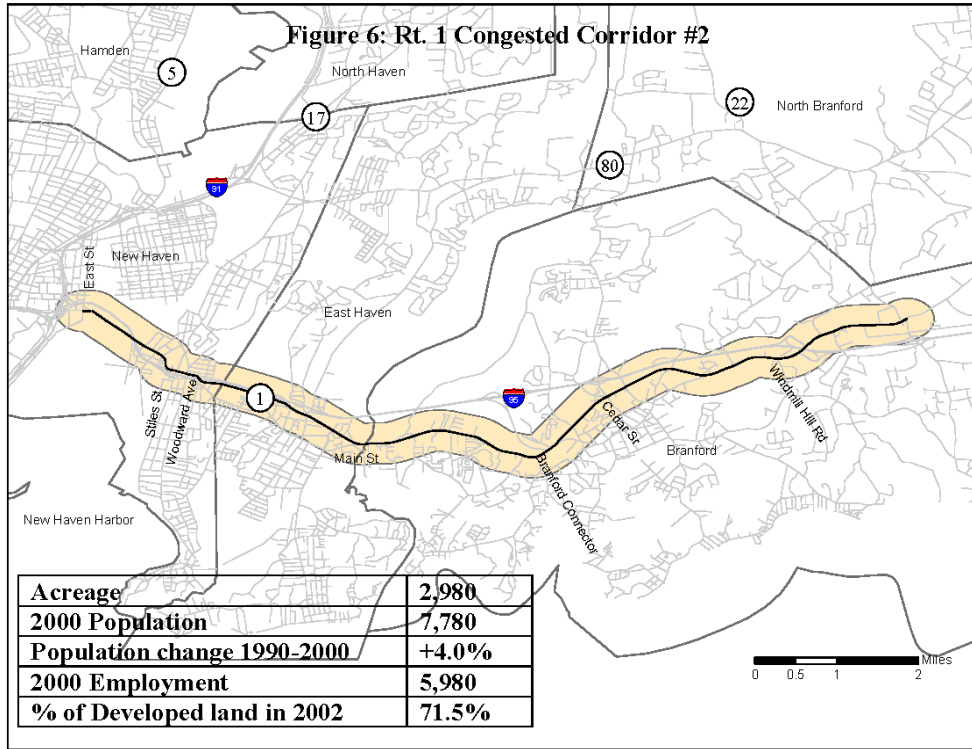 Figure 6: Rt. 1 Congested Corridor #2
Hamden
5
North Haven
17
22
North Branford
80
91
New Haven
East St
East Haven
1
Stiles St
Woodward Ave
Main St
95
Cedar Sr
Windmill Hill Rd
Branford
Branford Connector
New Haven Harbor
Acreage 2,980
2000 Population 7,780
Population change 1990-2000 +4.0%
2000 Employment 5,980
% of Developed land in 2002 71.5%
Miles
0 0.5 1 2